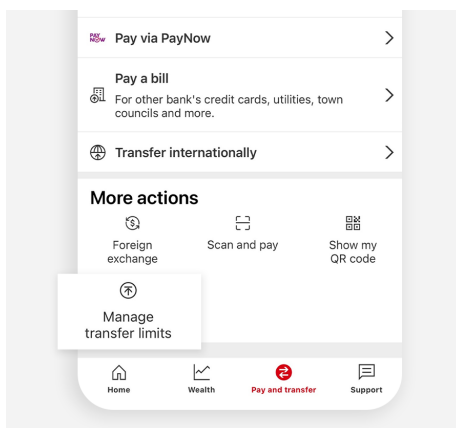 PAY NOW Pay via PayNow
Pay a bill
For other bank's credit cards, utilities, town
councils and more.
Transfer internationally
More actions
Foreign
exchange
Scan and pay
Show my
QR code
Manage
transfer limits
Home
Wealth
Pay and transfer
Support